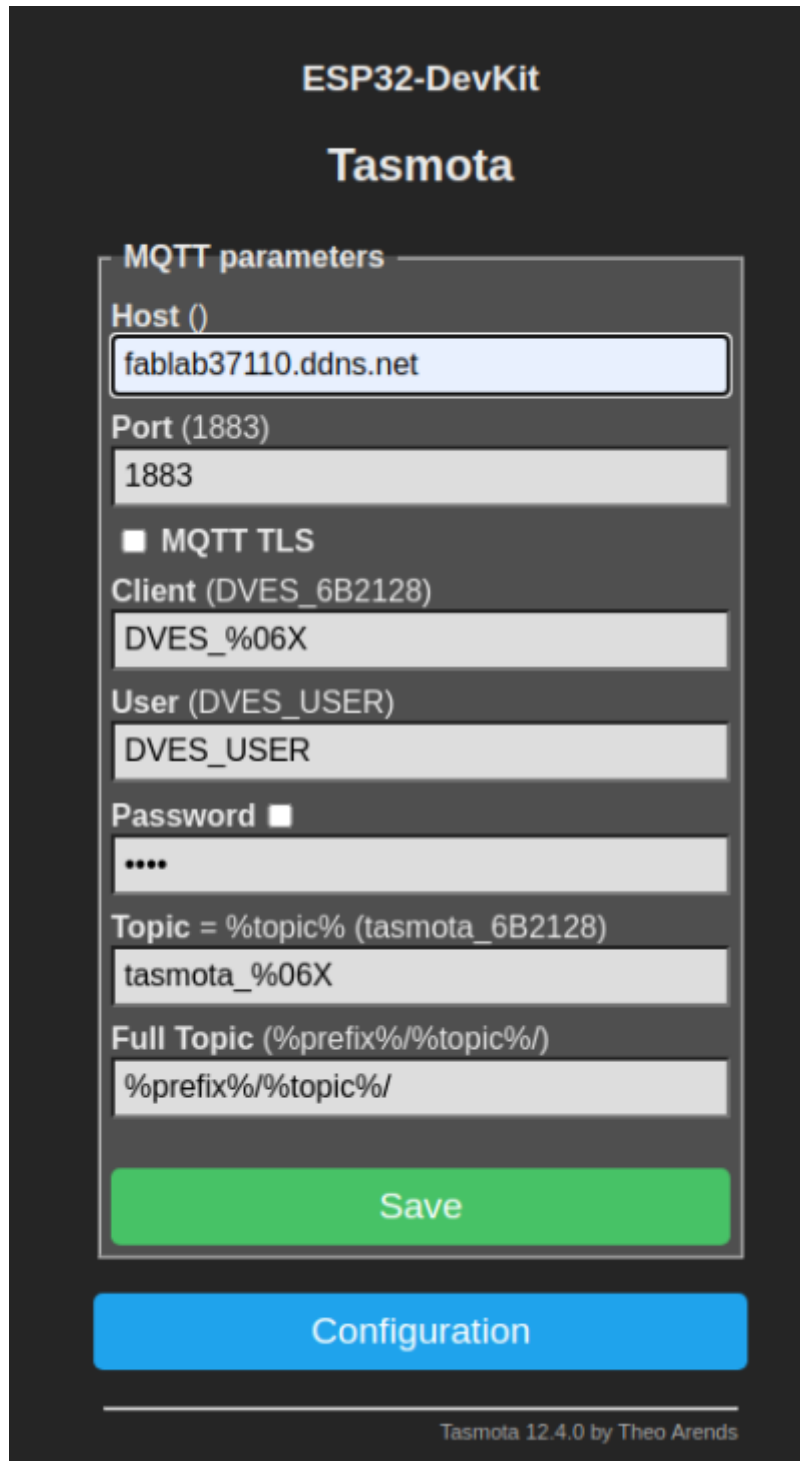 ESP32-DevKit
Tasmota
MQTT parameters
Host ()
fablab37110.ddns.net
Port (1883)
1883
MQTT TLS
Client (DVES_6B2128)
DVES_%06X
User (DVES_USER)
DVES_USER
Password
••••
Topic = %topic% (tasmota_6B2128)
tasmota_%06X
Full Topic (%prefix%/%topic%/)
%prefix%/%topic%/
Save
Configuration
Tasmota 12.4.0 by Theo Arends